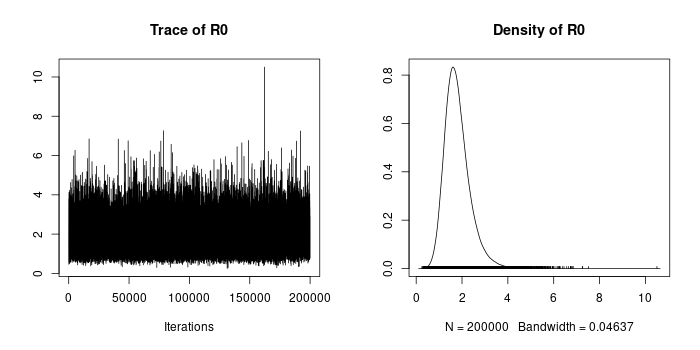 Trace of R0
10
8
6
4
2
0
0 50000 100000 150000 200000
Iterations
Density of R0
0.8
0.6
0.4
0.2
0.0
0 2 4 6 8 10
N = 200000 Bandwidth = 0.04637